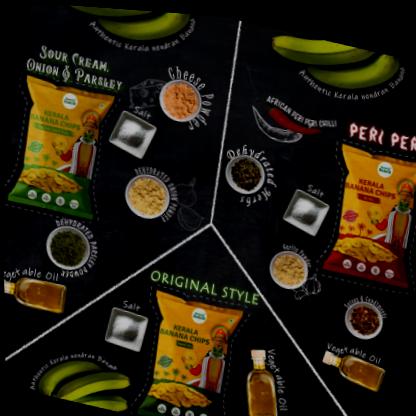 Authentic Kerala nendran Banana
SOUR CREAM,
ONION & PARSLEY
Cheese Powder
Salt
KERALA
BANANA CHIPS
DEHYDRATED PARSLEY POWDER
Vegetable Oil
Authentic Kerala nendran Banana
AFRICAN PERI PERI CHILLI
PERI PER
Dehydrated Herbs
KERALA
BANANA CHIPS
Salt
Garlic Powder
Vegetable Oil
ORIGINAL STYLE
Salt
KERALA
BANANA CHIPS
Authentic Kerala nendran Banana
Vegetable Oil